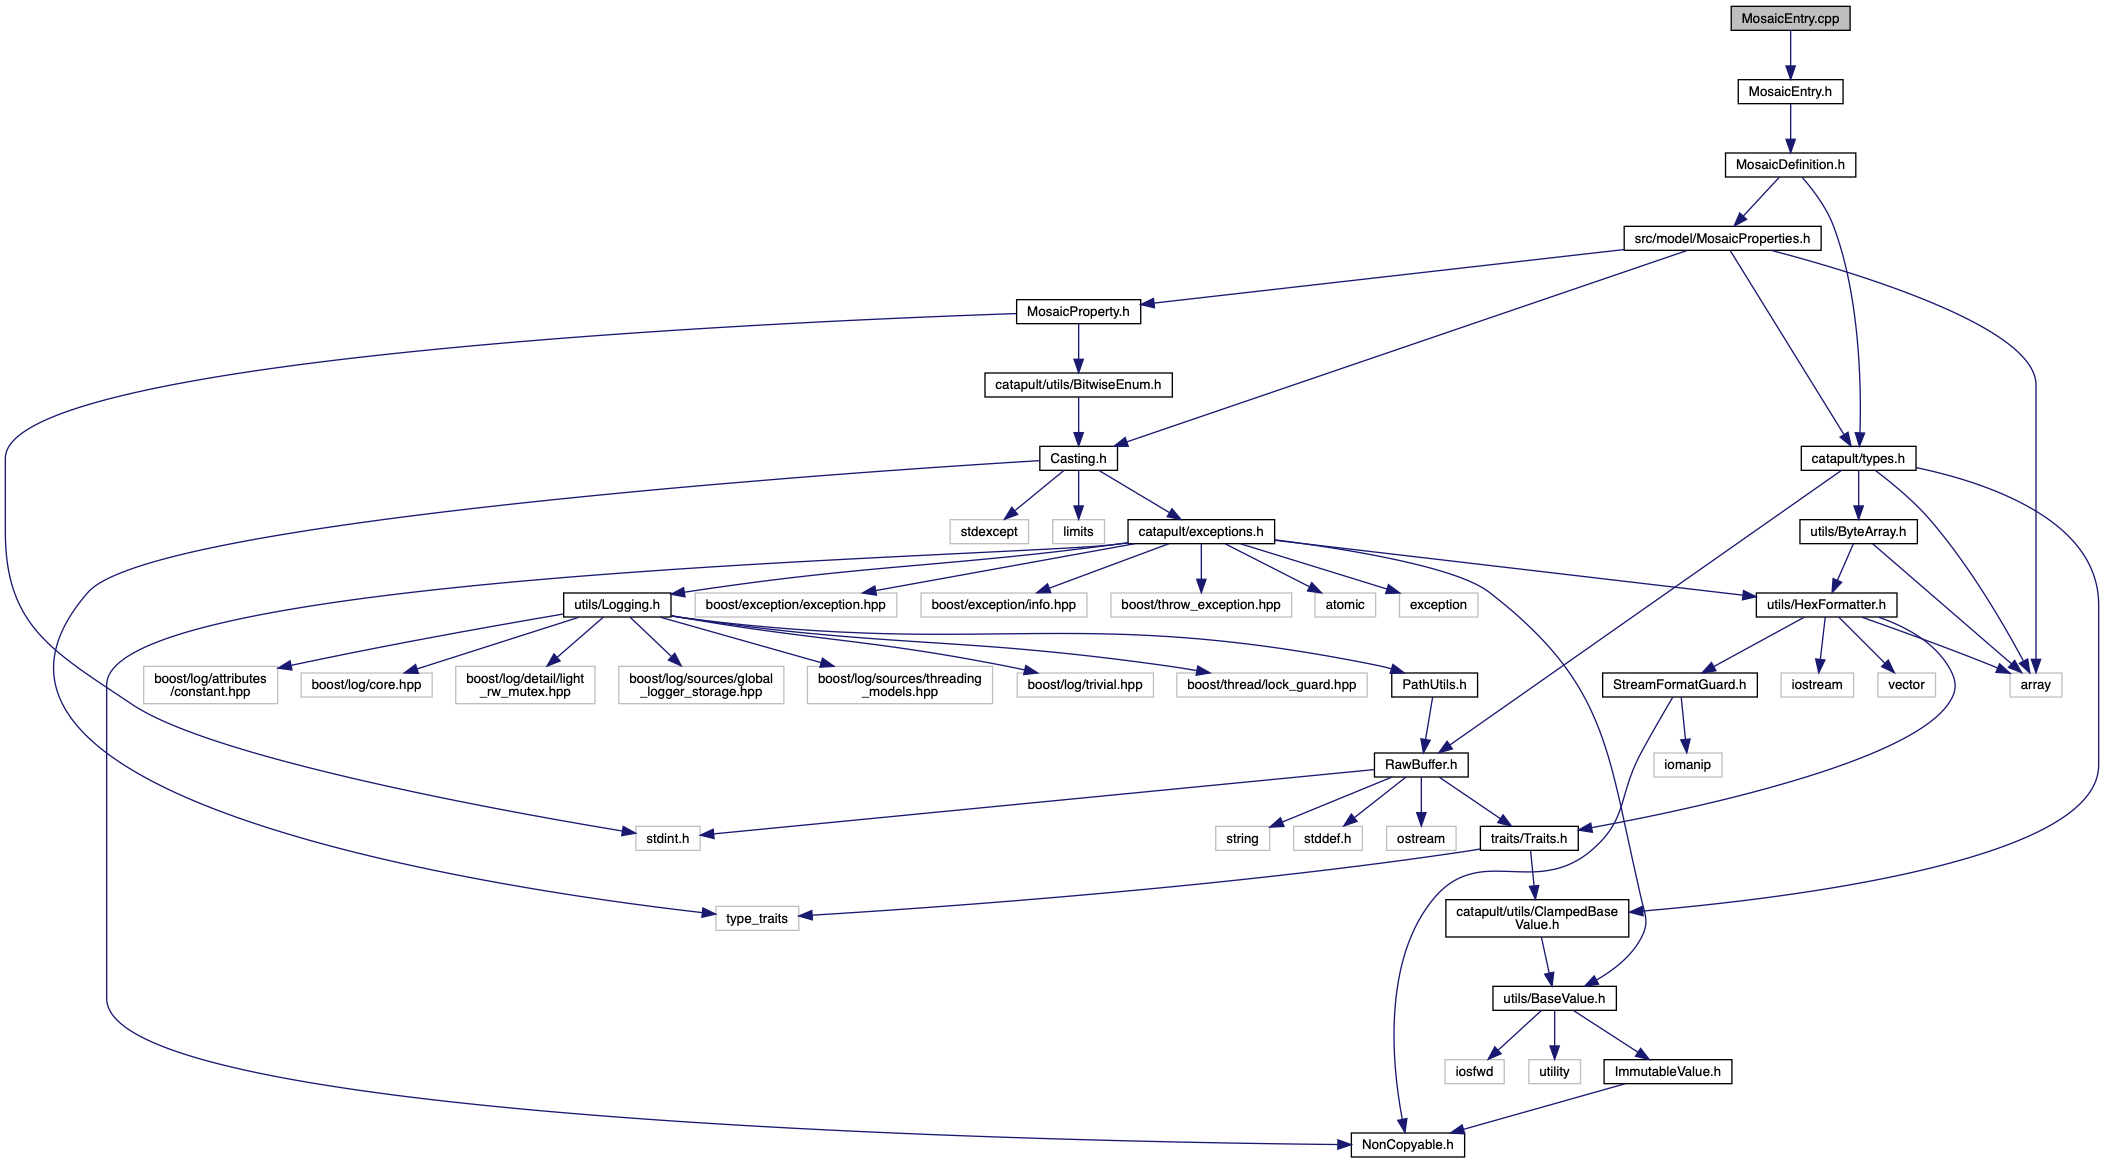 MosaicEntry.cpp
MosaicEntry.h
MosaicDefinition.h
src/model/MosaicProperties.h
MosaicProperty.h
catapult/utils/BitwiseEnum.h
Casting.h
catapult/types.h
stdexcept
limits
catapult/exceptions.h
utils/ByteArray.h
utils/Logging.h
boost/exception/exception.hpp
boost/exception/info.hpp
boost/throw_exception.hpp
atomic
exception
utils/HexFormatter.h
boost/log/attributes
/constant.hpp
boost/log/core.hpp
boost/log/detail/light
_rw_mutex.hpp
boost/log/sources/global
_logger_storage.hpp
boost/log/sources/threading
_models.hpp
boost/log/trivial.hpp
boost/thread/lock_guard.hpp
PathUtils.h
StreamFormatGuard.h
iostream
vector
array
RawBuffer.h
iomanip
stdint.h
string
stddef.h
ostream
traits/Traits.h
type_traits
catapult/utils/ClampedBase
Value.h
utils/BaseValue.h
iosfwd
utility
ImmutableValue.h
NonCopyable.h